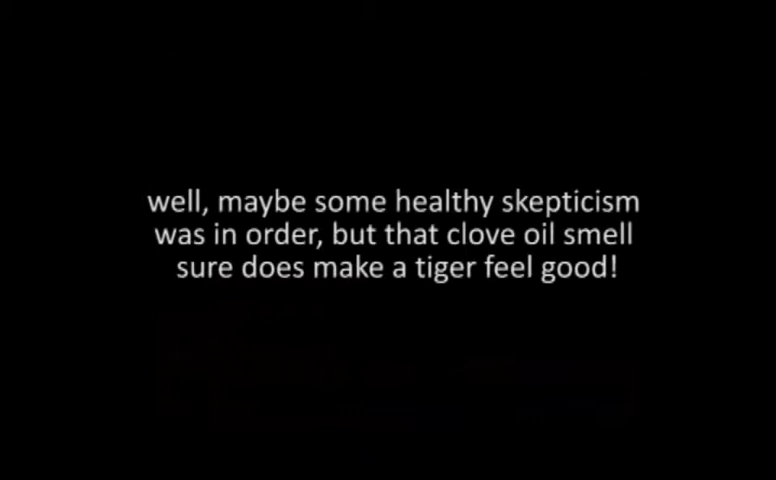 well, maybe some healthy skepticism
was in order, but that clove oil smell
sure does make a tiger feel good!